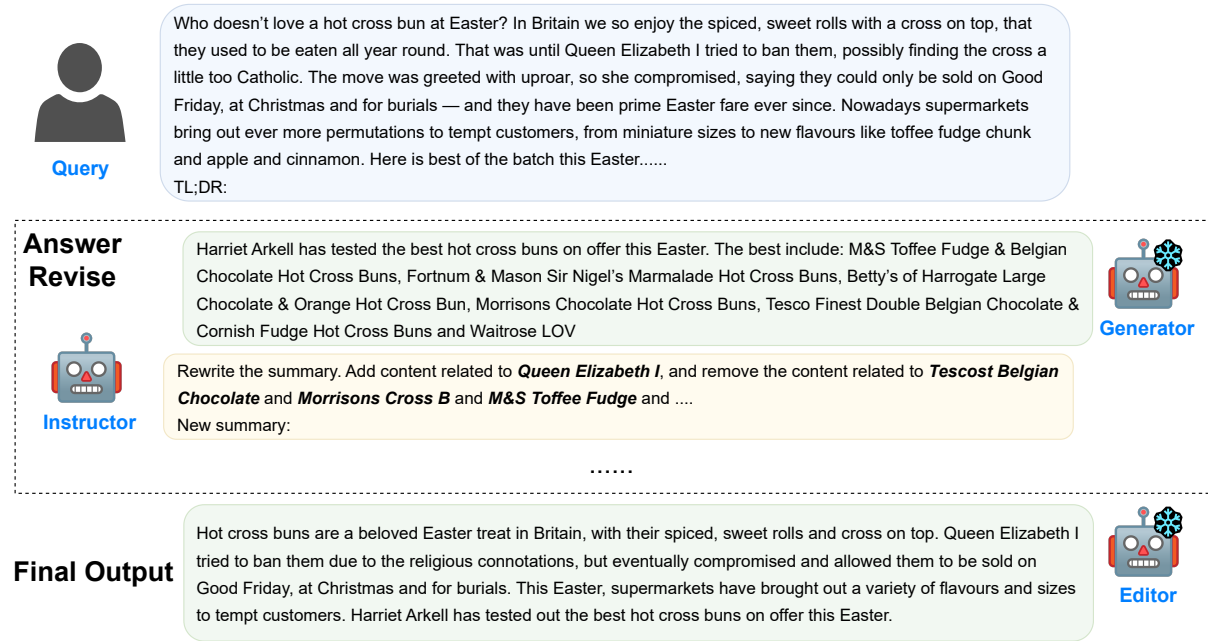 Who doesn’t love a hot cross bun at Easter? In Britain we so enjoy the spiced, sweet rolls with a cross on top, that
they used to be eaten all year round. That was until Queen Elizabeth I tried to ban them, possibly finding the cross a
little too Catholic. The move was greeted with uproar, so she compromised, saying they could only be sold on Good
Friday, at Christmas and for burials — and they have been prime Easter fare ever since. Nowadays supermarkets
bring out ever more permutations to tempt customers, from miniature sizes to new flavours like toffee fudge chunk
and apple and cinnamon. Here is best of the batch this Easter......
TL;DR:
Query
Answer
Revise
Harriet Arkell has tested the best hot cross buns on offer this Easter. The best include: M&S Toffee Fudge & Belgian
Chocolate Hot Cross Buns, Fortnum & Mason Sir Nigel’s Marmalade Hot Cross Buns, Betty’s of Harrogate Large
Chocolate & Orange Hot Cross Bun, Morrisons Chocolate Hot Cross Buns, Tesco Finest Double Belgian Chocolate &
Cornish Fudge Hot Cross Buns and Waitrose LOV
Generator
Rewrite the summary. Add content related to Queen Elizabeth I, and remove the content related to Tescost Belgian
Chocolate and Morrisons Cross B and M&S Toffee Fudge and ....
New summary:
Instructor
......
Final Output
Hot cross buns are a beloved Easter treat in Britain, with their spiced, sweet rolls and cross on top. Queen Elizabeth I
tried to ban them due to the religious connotations, but eventually compromised and allowed them to be sold on
Good Friday, at Christmas and for burials. This Easter, supermarkets have brought out a variety of flavours and sizes
to tempt customers. Harriet Arkell has tested out the best hot cross buns on offer this Easter.
Editor